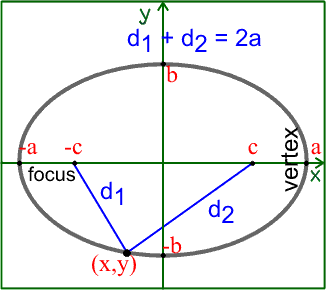 y
d₁ + d₂ = 2a
b
-a
-c
c
a
vertex
x
focus
d₁
d₂
-b
(x,y)